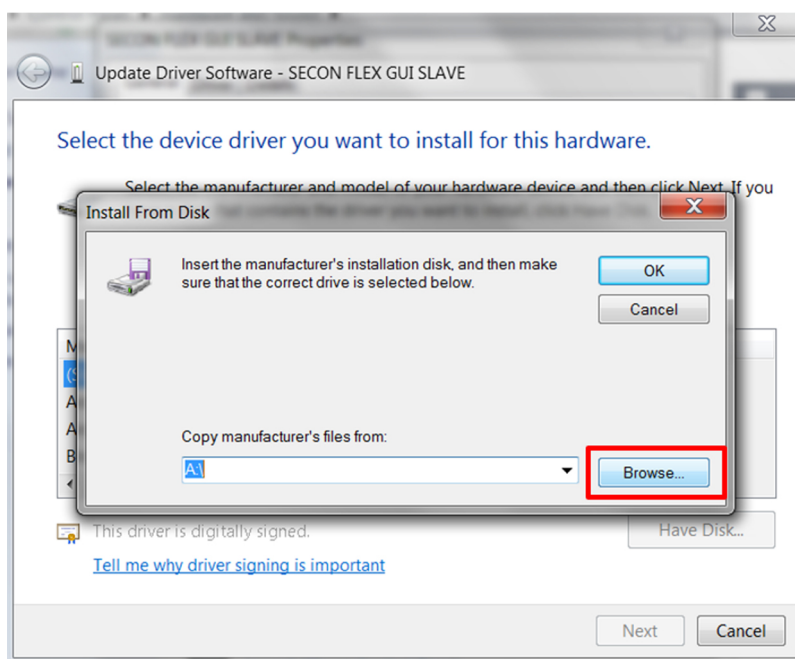 Update Driver Software - SECON FLEX GUI SLAVE
Select the device driver you want to install for this hardware.
Select the manufacturer and model of your hardware device and then click Next. If you
Install From Disk
Insert the manufacturer's installation disk, and then make
sure that the correct drive is selected below.
OK
Cancel
M
(S
A
A
B
Copy manufacturer's files from:
A:\
Browse...
This driver is digitally signed.
Have Disk...
Tell me why driver signing is important
Next
Cancel